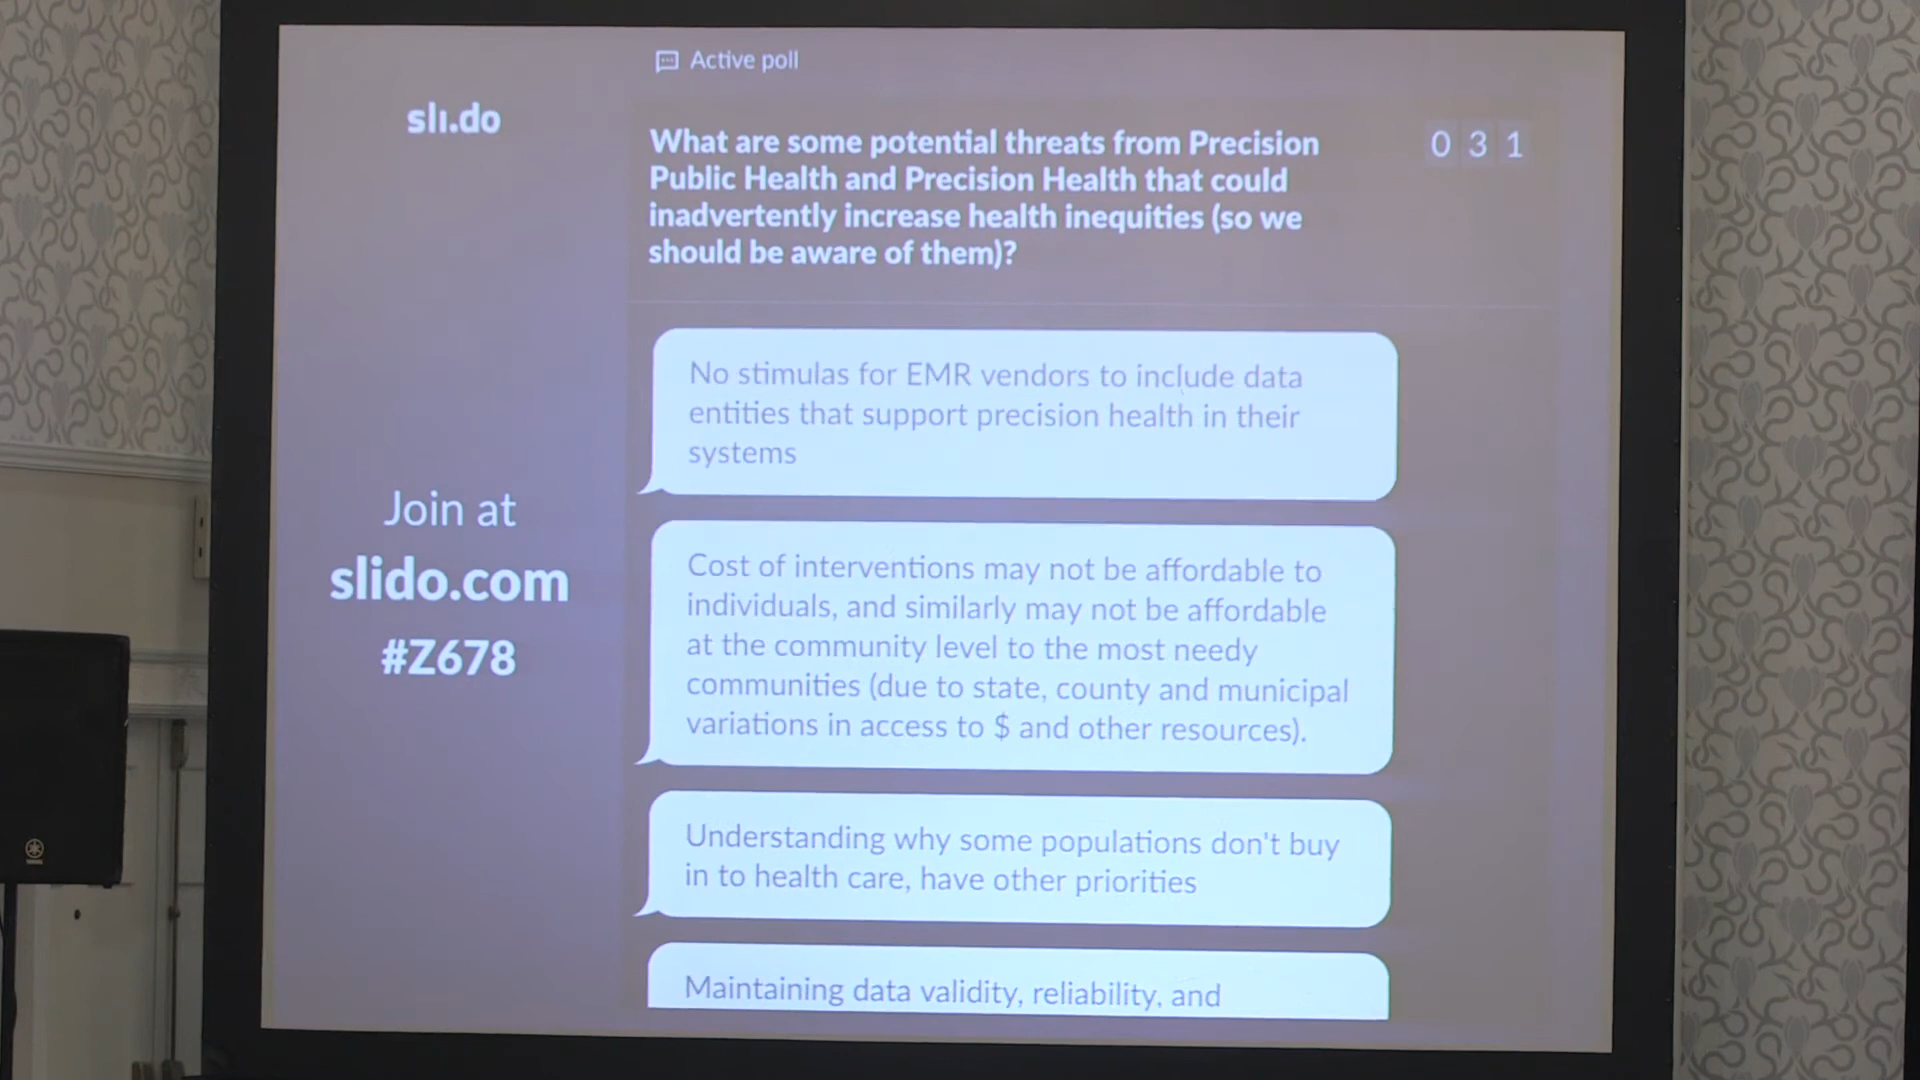 Active poll
sli.do
What are some potential threats from Precision
Public Health and Precision Health that could
inadvertently increase health inequities (so we
should be aware of them)?
0 3 1
No stimulas for EMR vendors to include data
entities that support precision health in their
systems
Join at
slido.com
#Z678
Cost of interventions may not be affordable to
individuals, and similarly may not be affordable
at the community level to the most needy
communities (due to state, county and municipal
variations in access to $ and other resources).
Understanding why some populations don't buy
in to health care, have other priorities
Maintaining data validity, reliability, and